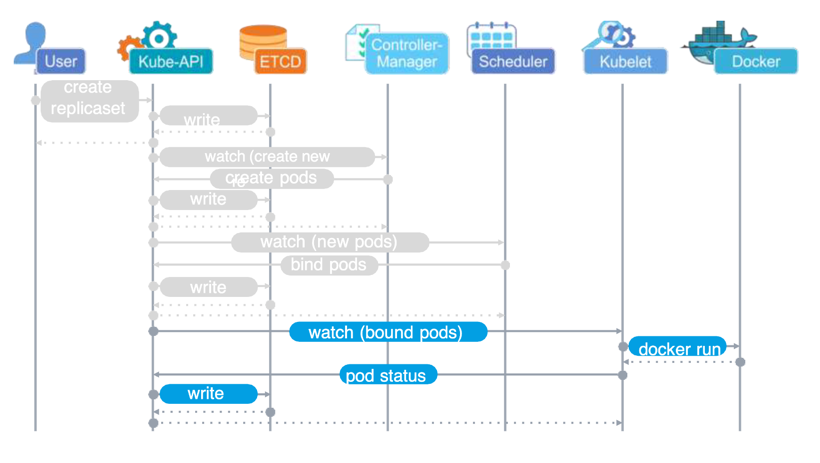 User
Kube-API
ETCD
Controller-
Manager
Scheduler
Kubelet
Docker
create
replicaset
write
watch (create new
create pods
write
watch (new pods)
bind pods
write
watch (bound pods)
docker run
pod status
write